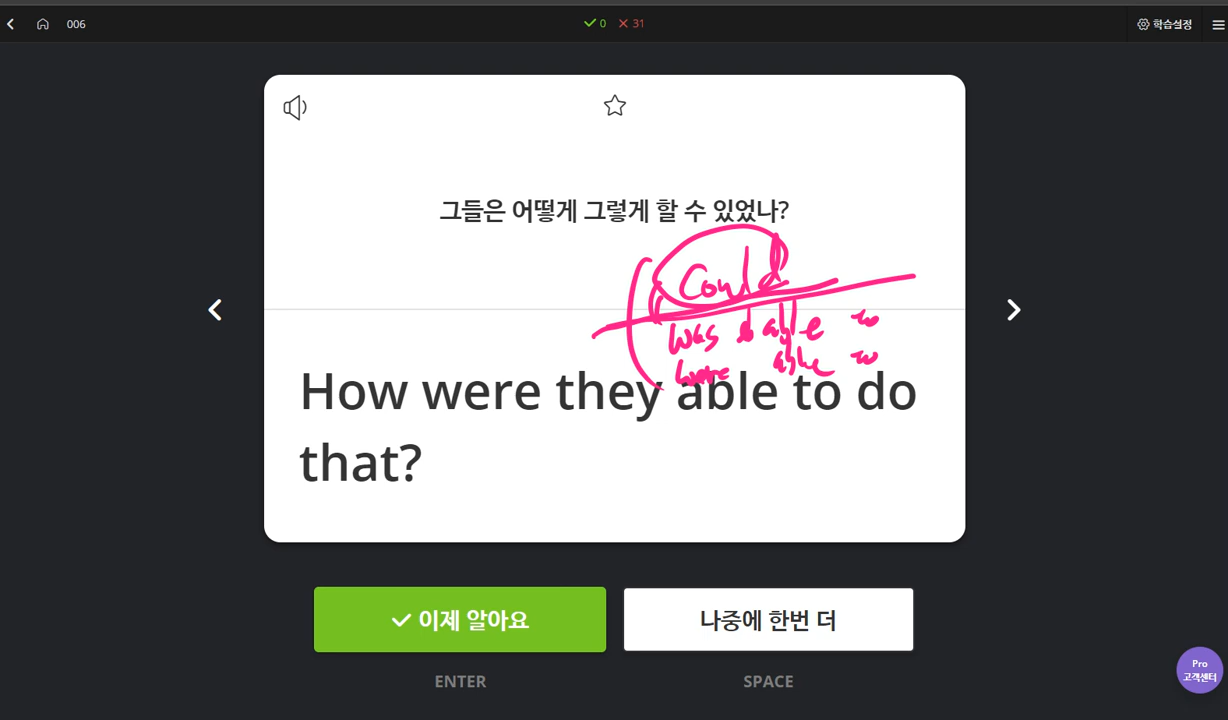 006
0
31
학습설정
그들은 어떻게 그렇게 할 수 있었나?
Could
was able to
were able to
How were they able to do
that?
이제 알아요
나중에 한번 더
ENTER
SPACE
Pro
고객센터